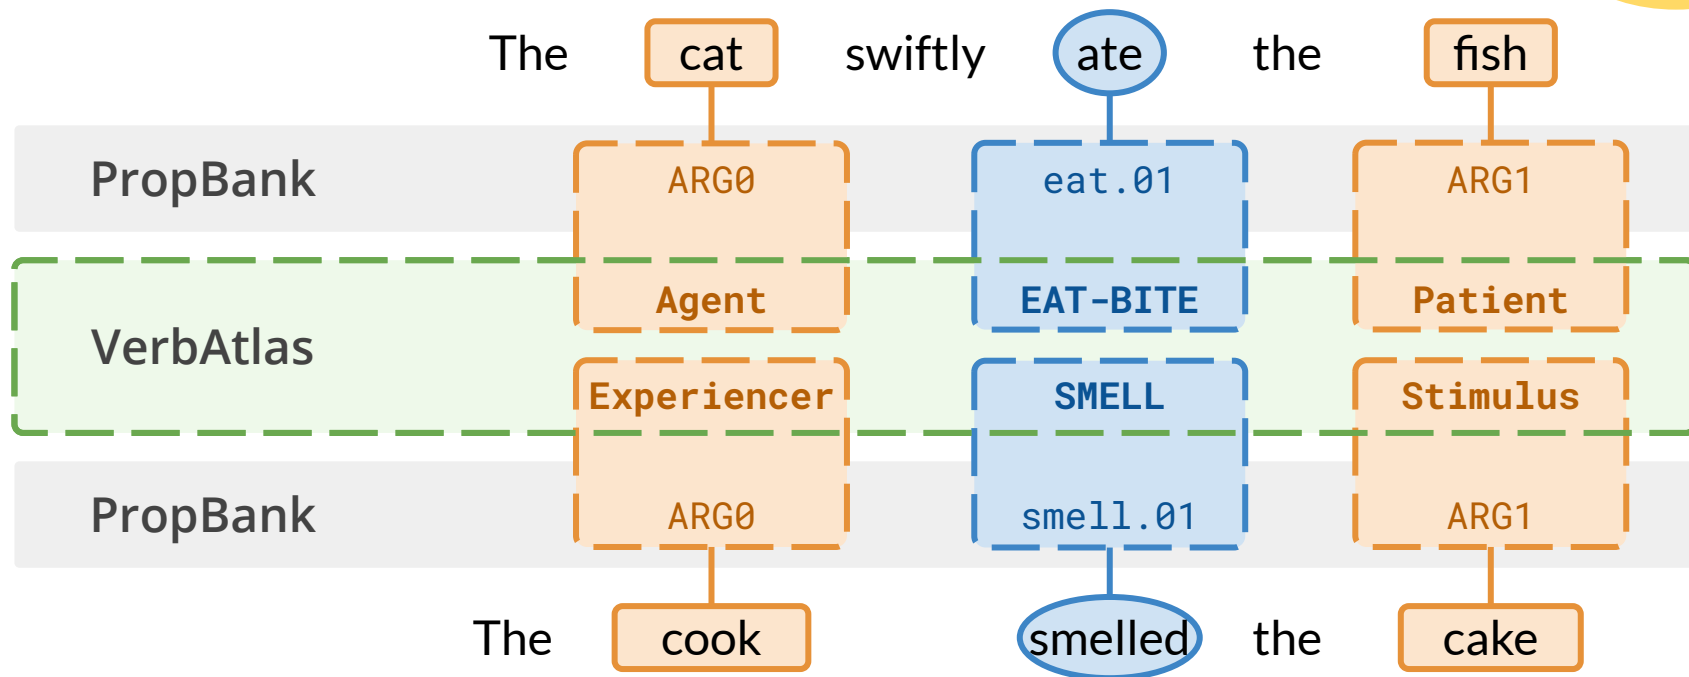 The cat swiftly ate the fish
PropBank ARG0 eat.01 ARG1
Agent EAT-BITE Patient
VerbAtlas
Experiencer SMELL Stimulus
PropBank ARG0 smell.01 ARG1
The cook smelled the cake